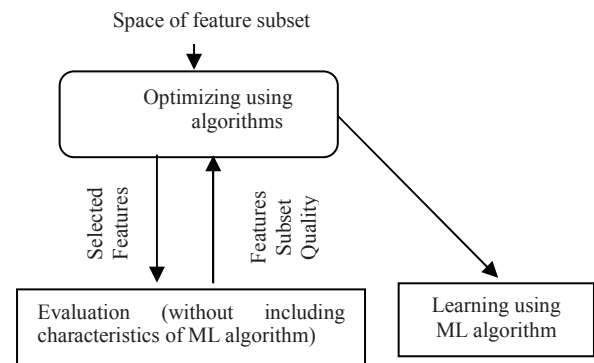 Space of feature subset
Optimizing using
algorithms
Selected
Features
Features
Subset
Quality
Evaluation (without including
characteristics of ML algorithm)
Learning using
ML algorithm